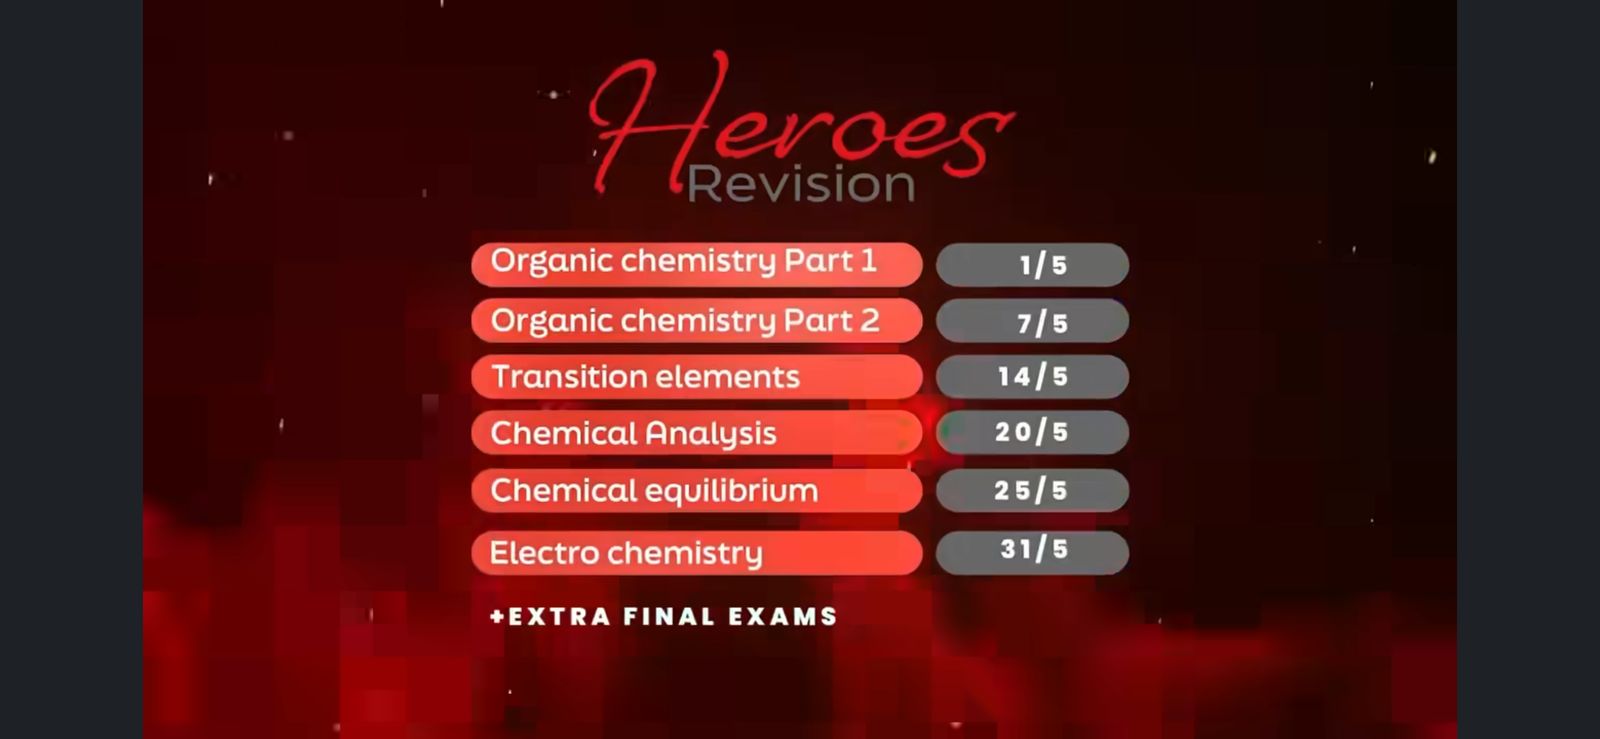 Heroes
Revision
Organic chemistry Part 1 1/5
Organic chemistry Part 2 7/5
Transition elements 14/5
Chemical Analysis 20/5
Chemical equilibrium 25/5
Electro chemistry 31/5
+EXTRA FINAL EXAMS